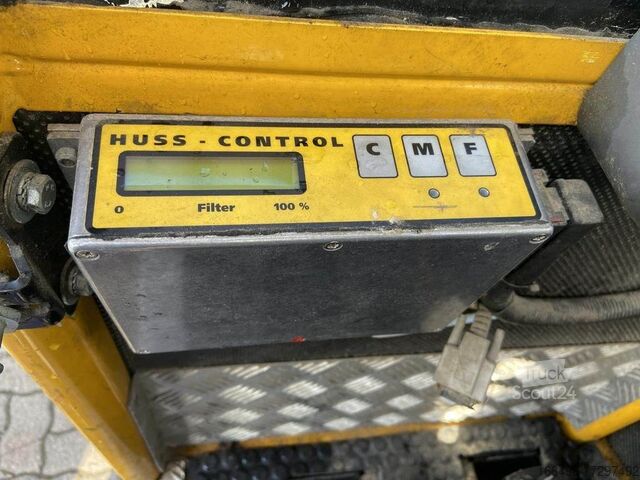 HUSS - CONTROL
C M F
0 Filter 100 %
Truck
Scout24